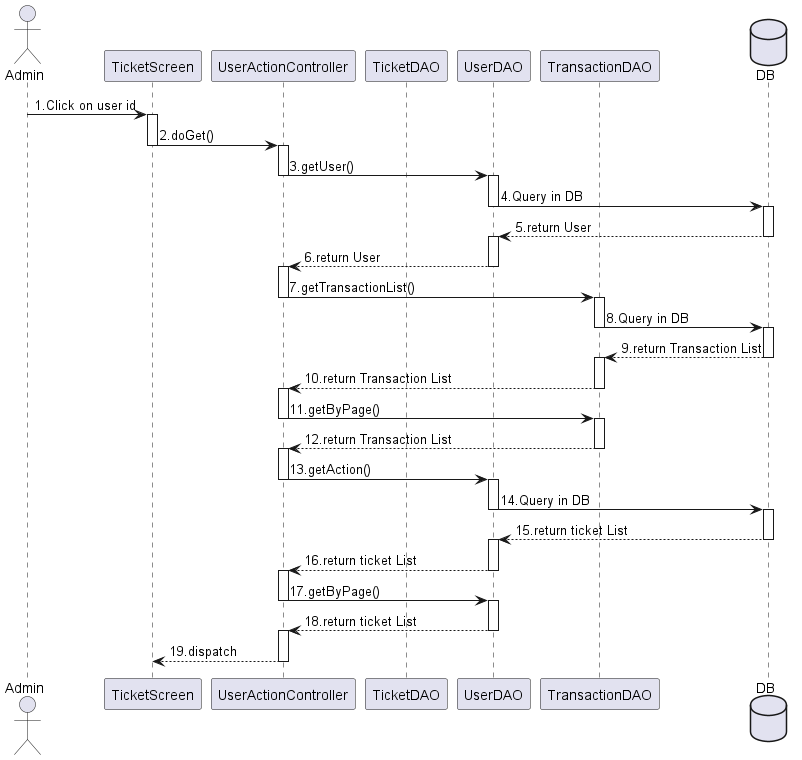 Admin
TicketScreen
UserActionController
TicketDAO
UserDAO
TransactionDAO
DB
1.Click on user id
2.doGet()
3.getUser()
4.Query in DB
5.return User
6.return User
7.getTransactionList()
8.Query in DB
9.return Transaction List
10.return Transaction List
11.getByPage()
12.return Transaction List
13.getAction()
14.Query in DB
15.return ticket List
16.return ticket List
17.getByPage()
18.return ticket List
19.dispatch
Admin
TicketScreen
UserActionController
TicketDAO
UserDAO
TransactionDAO
DB